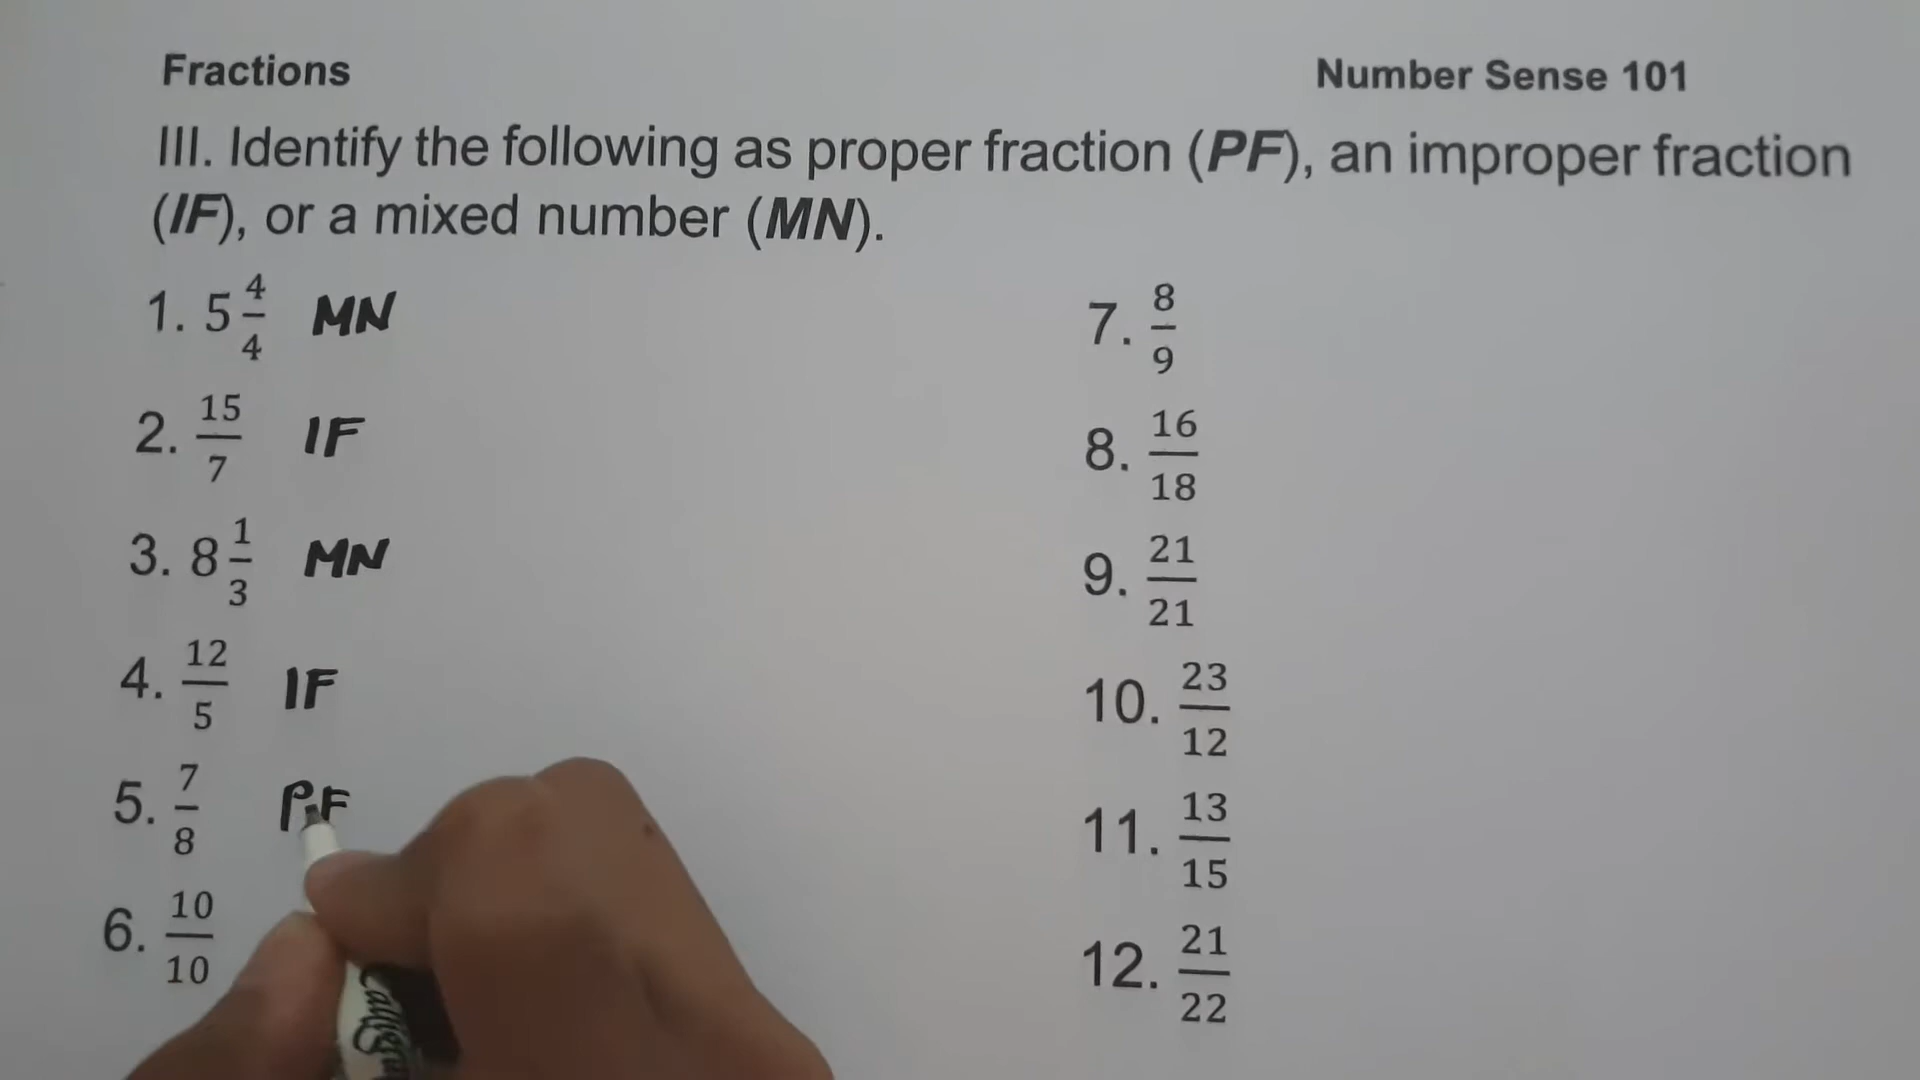 Fractions
Number Sense 101
III. Identify the following as proper fraction (PF), an improper fraction
(IF), or a mixed number (MN).
1. 5 4/4 MN
2. 15/7 IF
3. 8 1/3 MN
4. 12/5 IF
5. 7/8 PF
6. 10/10
7. 8/9
8. 16/18
9. 21/21
10. 23/12
11. 13/15
12. 21/22